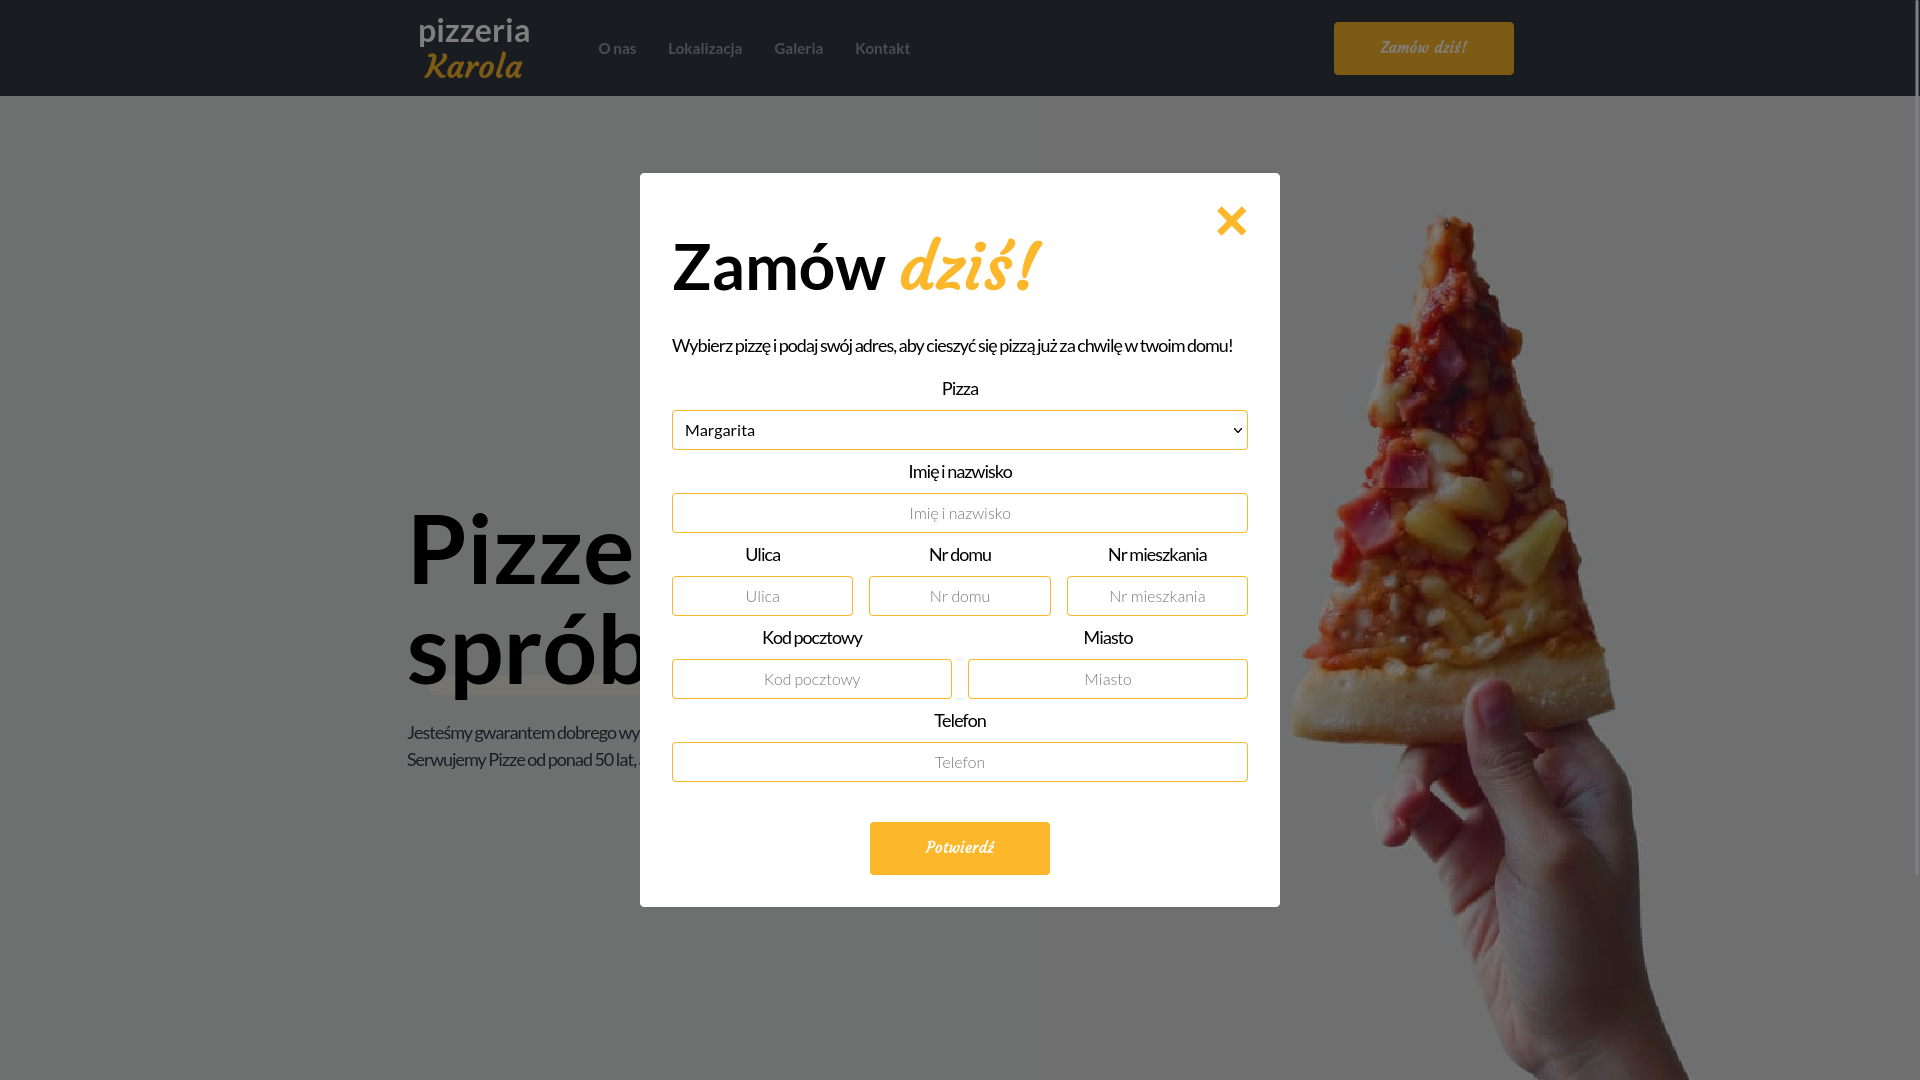 pizzeria
Karola
O nas
Lokalizacja
Galeria
Kontakt
Zamów dziś!
Pizze
sprób
Jesteśmy gwarantem dobrego wy
Serwujemy Pizze od ponad 50 lat,
Zamów dziś!
Wybierz pizzę i podaj swój adres, aby cieszyć się pizzą już za chwilę w twoim domu!
Pizza
Margarita
Imię i nazwisko
Imię i nazwisko
Ulica Nr domu Nr mieszkania
Ulica Nr domu Nr mieszkania
Kod pocztowy Miasto
Kod pocztowy Miasto
Telefon
Telefon
Potwierdź